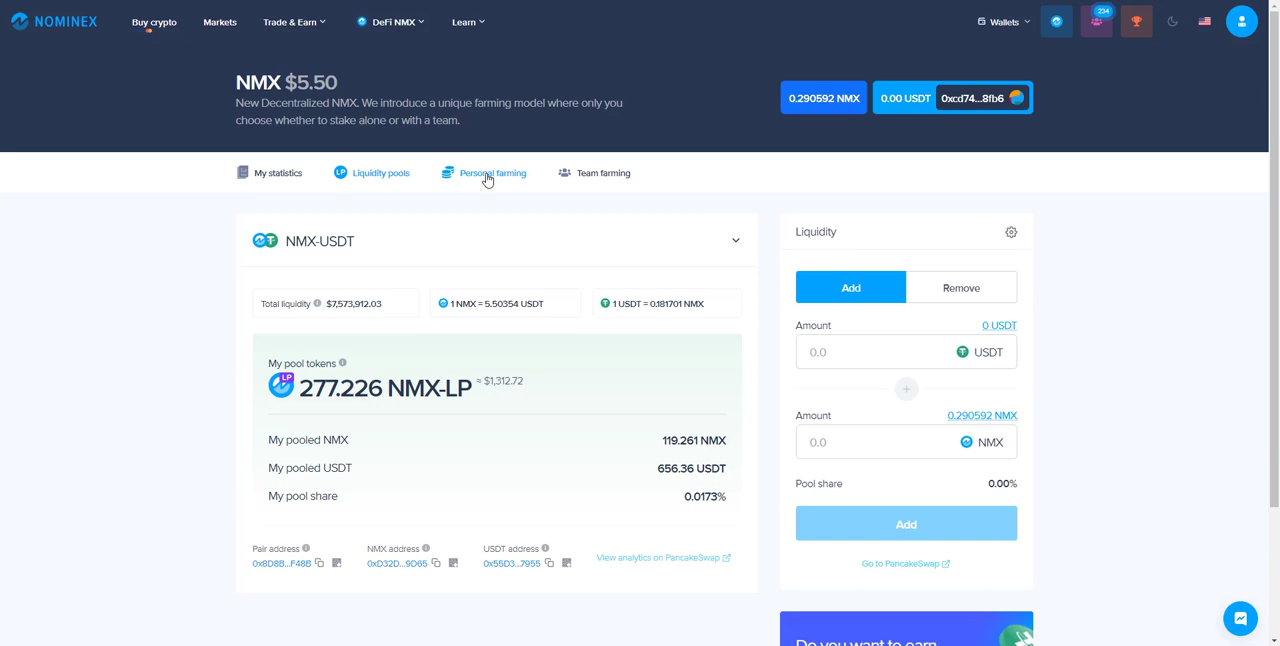 NOMINEX
Buy crypto
Markets
Trade & Earn
DeFi NMX
Learn
Wallets
234
NMX $5.50
New Decentralized NMX. We introduce a unique farming model where only you
choose whether to stake alone or with a team.
0.290592 NMX
0.00 USDT
0xcd74...8fb6
My statistics
LP
Liquidity pools
Personal farming
Team farming
NMX-USDT
Total liquidity $7,573,912.03
1 NMX = 5.50354 USDT
1 USDT = 0.181701 NMX
My pool tokens
LP
277.226 NMX-LP ≈ $1,312.72
My pooled NMX 119.261 NMX
My pooled USDT 656.36 USDT
My pool share 0.0173%
Pair address
0x8D8B...F48B
NMX address
0xD32D...9D65
USDT address
0x55D3...7955
View analytics on PancakeSwap
Liquidity
Add
Remove
Amount 0 USDT
0.0 USDT
+
Amount 0.290592 NMX
0.0 NMX
Pool share 0.00%
Add
Go to PancakeSwap
Do you want to earn